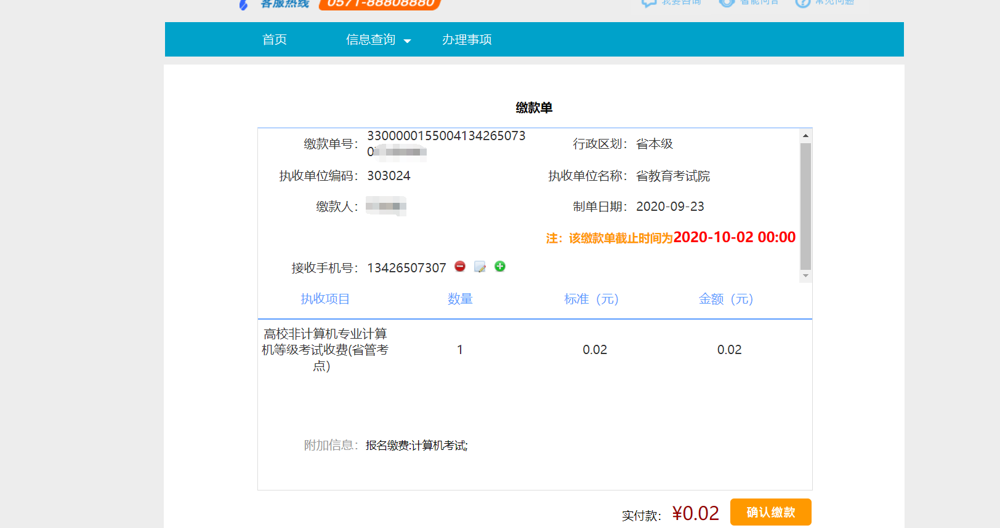 客服热线 0571-88808880 我要咨询 智能问答 常见问题
首页 信息查询 办理事项
缴款单
缴款单号： 3300000155004134265073
0
行政区划： 省本级
执收单位编码： 303024 执收单位名称： 省教育考试院
缴款人： 制单日期： 2020-09-23
注：该缴款单截止时间为2020-10-02 00:00
接收手机号： 13426507307
执收项目 数量 标准（元） 金额（元）
高校非计算机专业计算
机等级考试收费(省管考
点)
1 0.02 0.02
附加信息： 报名缴费:计算机考试;
实付款： ¥0.02 确认缴款